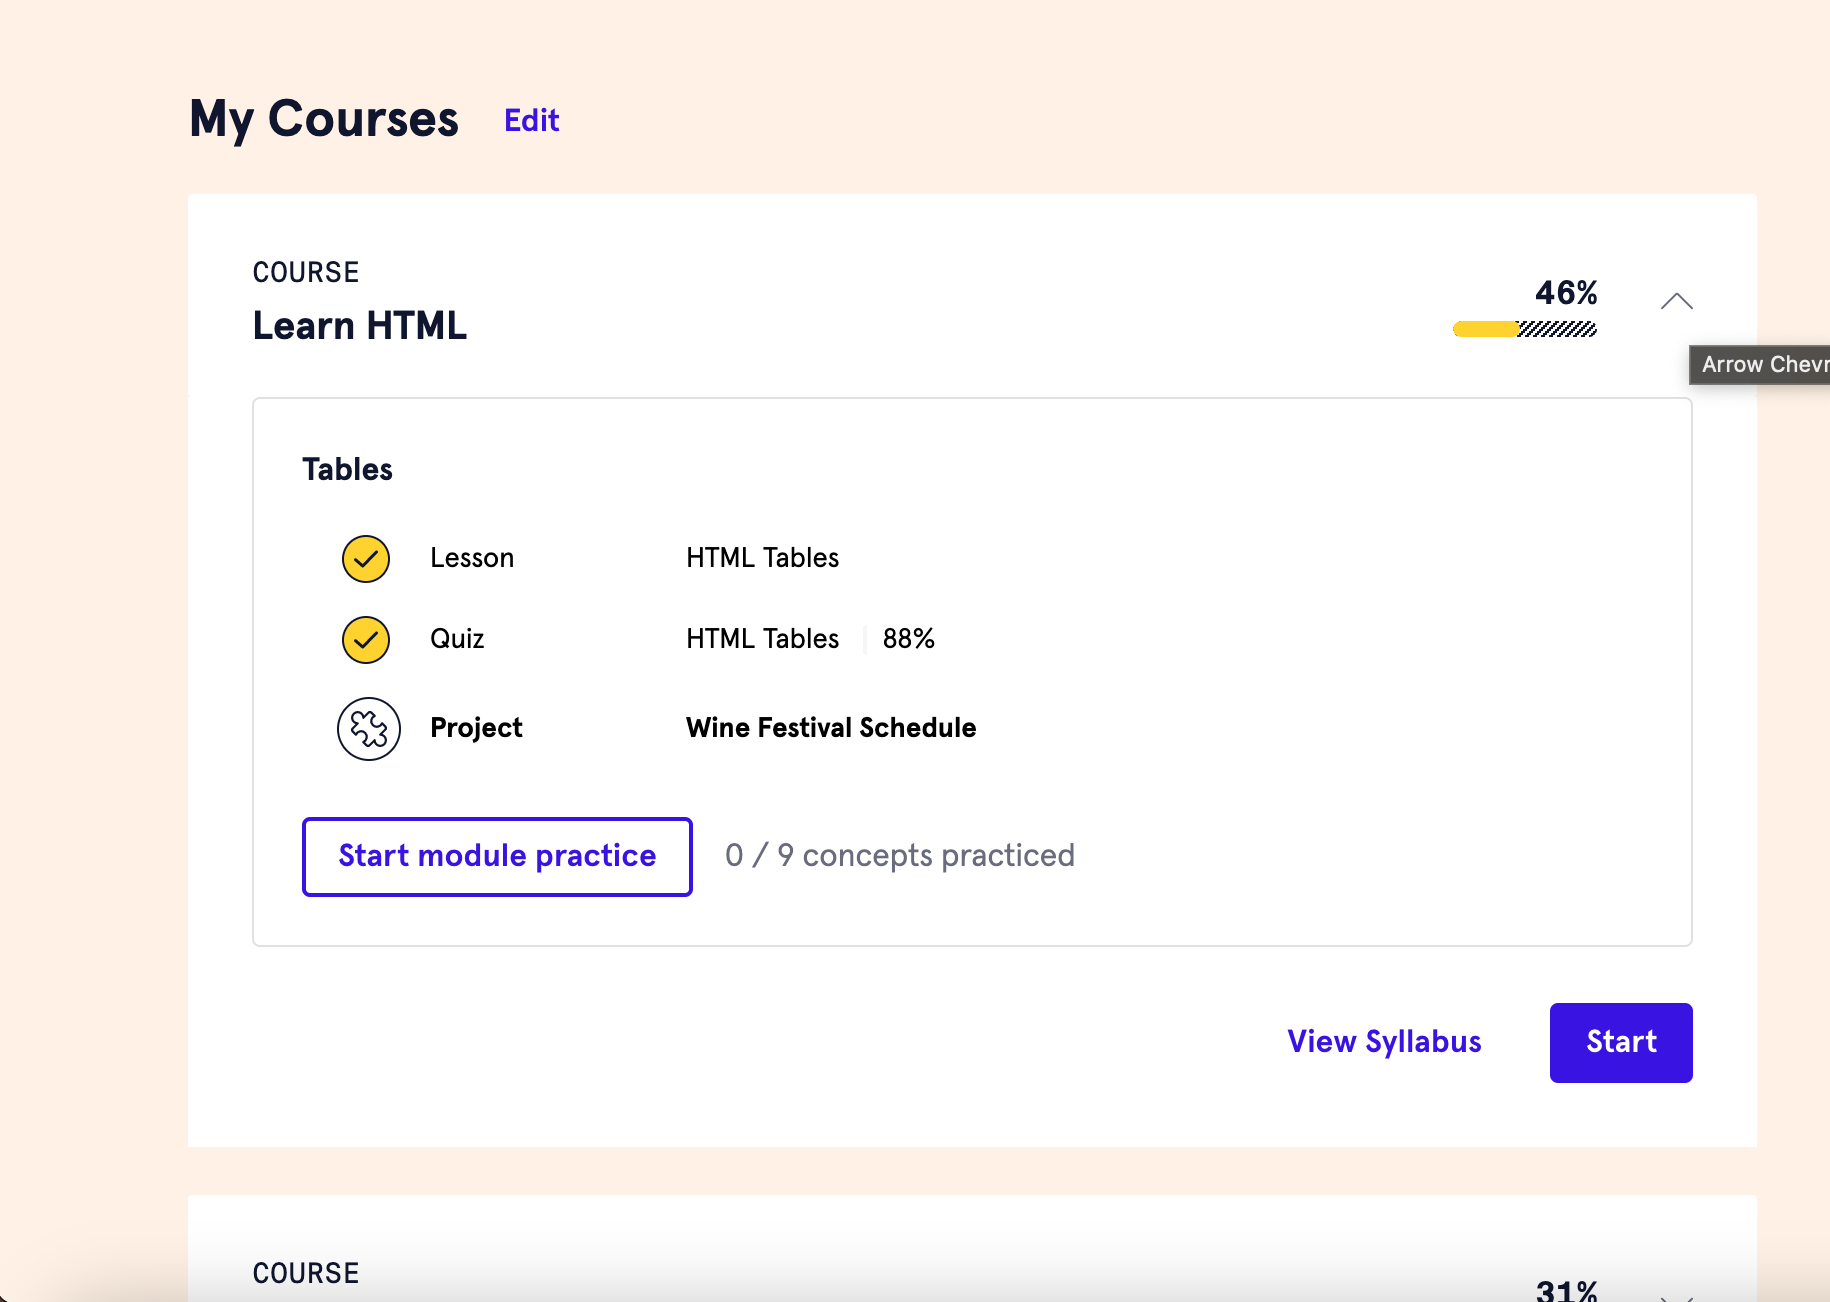 My Courses Edit
COURSE
Learn HTML
46%
Arrow Chevr
Tables
Lesson HTML Tables
Quiz HTML Tables 88%
Project Wine Festival Schedule
Start module practice 0 / 9 concepts practiced
View Syllabus Start
COURSE
31%